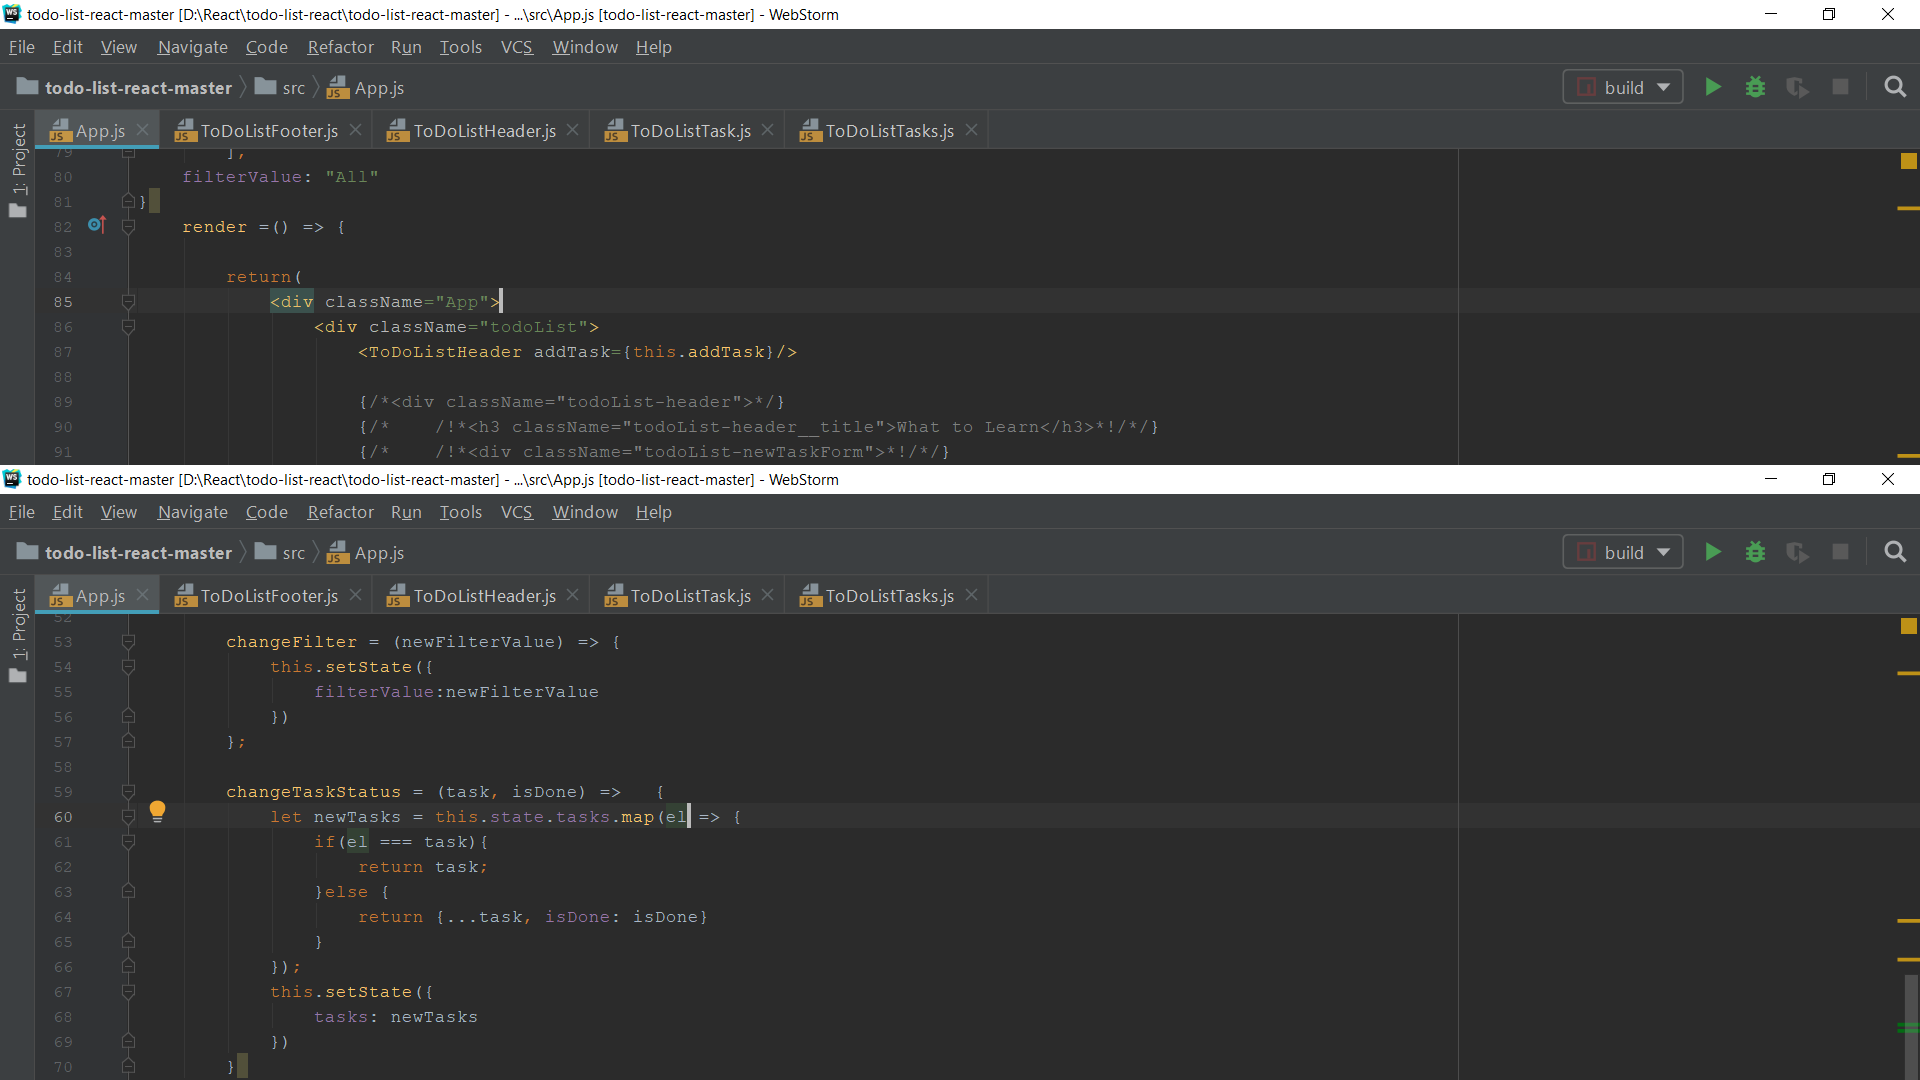 todo-list-react-master [D:\React\todo-list-react\todo-list-react-master] - ...\src\App.js [todo-list-react-master] - WebStorm
File Edit View Navigate Code Refactor Run Tools VCS Window Help
todo-list-react-master src App.js build
1: Project
App.js ToDoListFooter.js ToDoListHeader.js ToDoListTask.js ToDoListTasks.js
79 ],
80 filterValue: "All"
81 }
82 render =() => {
83
84 return(
85 <div className="App">
86 <div className="todoList">
87 <ToDoListHeader addTask={this.addTask}/>
88
89 {/*<div className="todoList-header">*/}
90 {/*    /!*<h3 className="todoList-header__title">What to Learn</h3>*!/*/}
91 {/*    /!*<div className="todoList-newTaskForm">*!/*/}
todo-list-react-master [D:\React\todo-list-react\todo-list-react-master] - ...\src\App.js [todo-list-react-master] - WebStorm
File Edit View Navigate Code Refactor Run Tools VCS Window Help
todo-list-react-master src App.js build
1: Project
App.js ToDoListFooter.js ToDoListHeader.js ToDoListTask.js ToDoListTasks.js
52
53 changeFilter = (newFilterValue) => {
54 this.setState({
55 filterValue:newFilterValue
56 })
57 };
58
59 changeTaskStatus = (task, isDone) =>   {
60 let newTasks = this.state.tasks.map(el => {
61 if(el === task){
62 return task;
63 }else {
64 return {...task, isDone: isDone}
65 }
66 });
67 this.setState({
68 tasks: newTasks
69 })
70 }